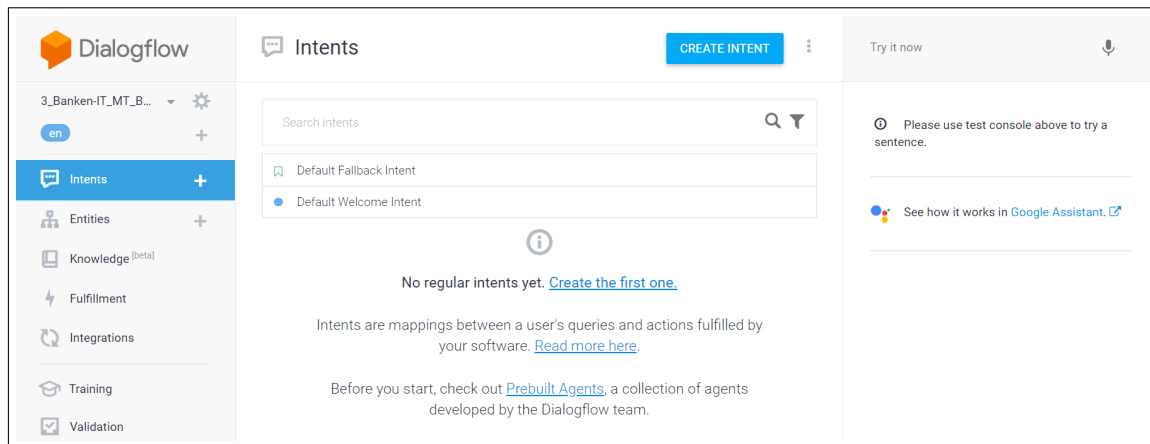 Dialogflow
3_Banken-IT_MT_B...
en
Intents
Entities
Knowledge [beta]
Fulfillment
Integrations
Training
Validation
Intents
CREATE INTENT
Search intents
Default Fallback Intent
Default Welcome Intent
No regular intents yet. Create the first one.
Intents are mappings between a user's queries and actions fulfilled by
your software. Read more here.
Before you start, check out Prebuilt Agents, a collection of agents
developed by the Dialogflow team.
Try it now
Please use test console above to try a
sentence.
See how it works in Google Assistant.